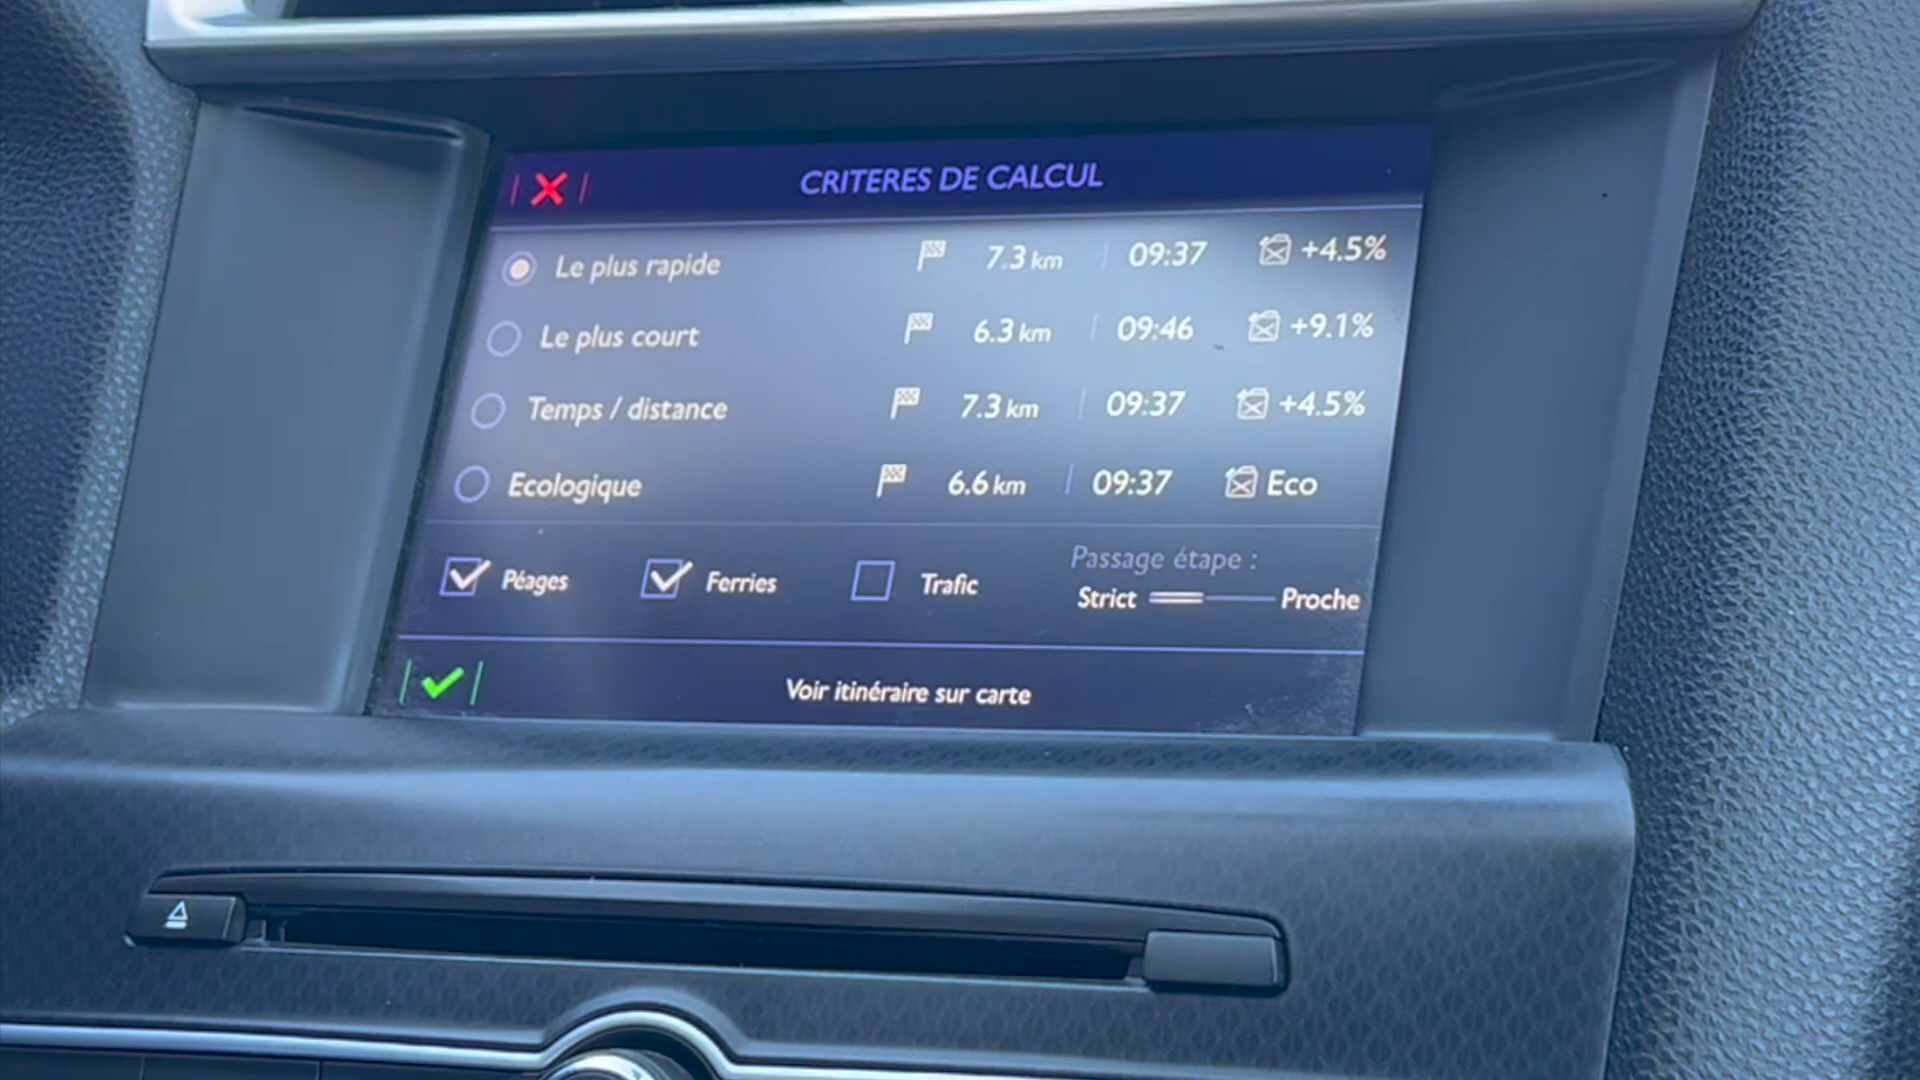 CRITERES DE CALCUL
Le plus rapide 7.3 km 09:37 +4.5%
Le plus court 6.3 km 09:46 +9.1%
Temps / distance 7.3 km 09:37 +4.5%
Ecologique 6.6 km 09:37 Eco
Passage étape :
Péages Ferries Trafic Strict Proche
Voir itinéraire sur carte